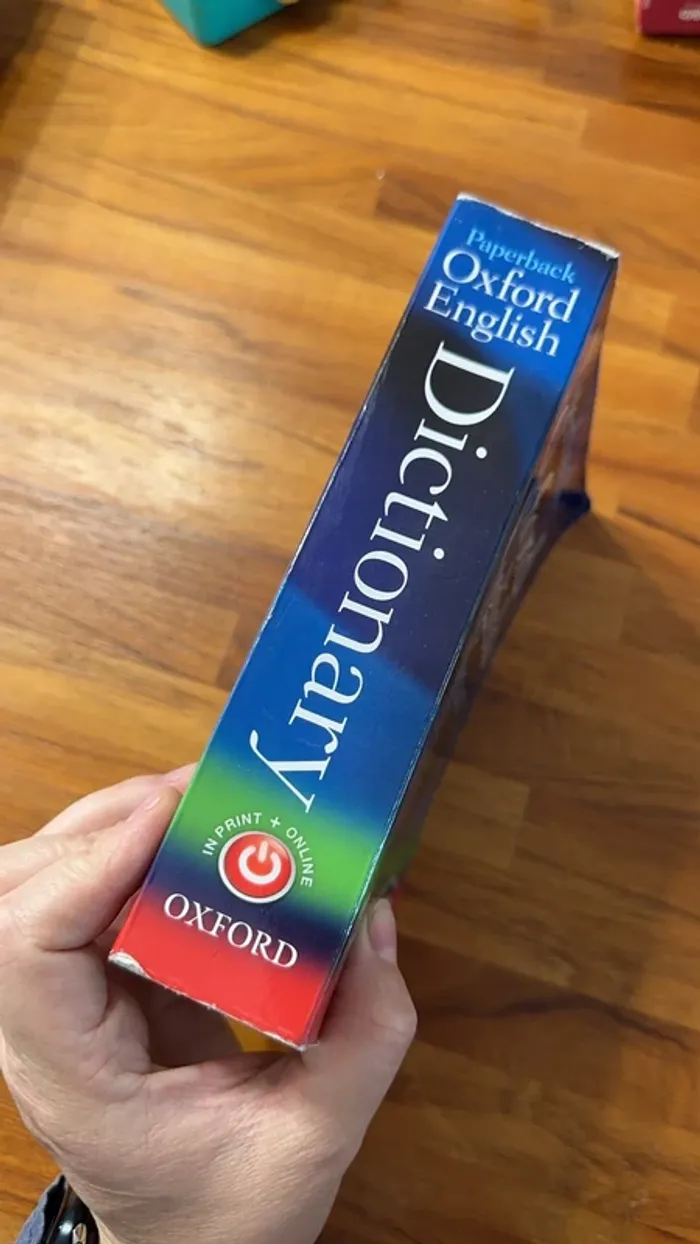 Paperback
Oxford
English
Dictionary
IN PRINT + ONLINE
OXFORD